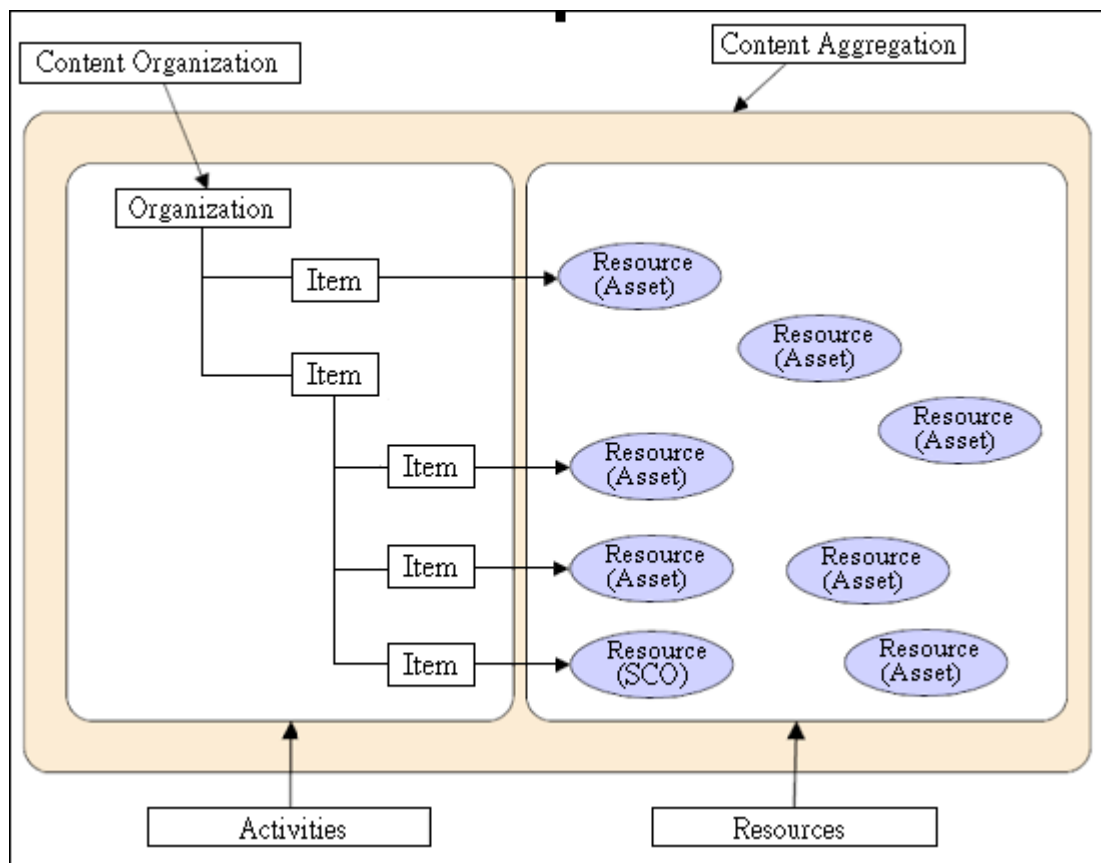 Content Organization
Content Aggregation
Organization
Item
Resource
(Asset)
Resource
(Asset)
Item
Resource
(Asset)
Item
Resource
(Asset)
Item
Resource
(Asset)
Resource
(Asset)
Item
Resource
(SCO)
Resource
(Asset)
Activities
Resources